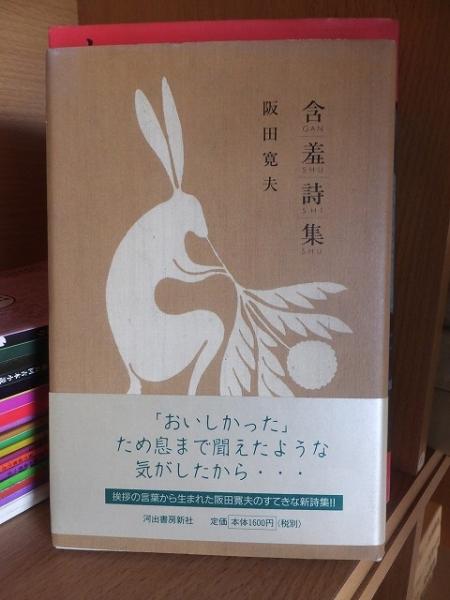 含羞詩集
GAN SHU SHI SHU
阪田寛夫
「おいしかった」
ため息まで聞えたような
気がしたから・・・
挨拶の言葉から生まれた阪田寛夫のすてきな新詩集!!
河出書房新社 定価 本体1600円 (税別)